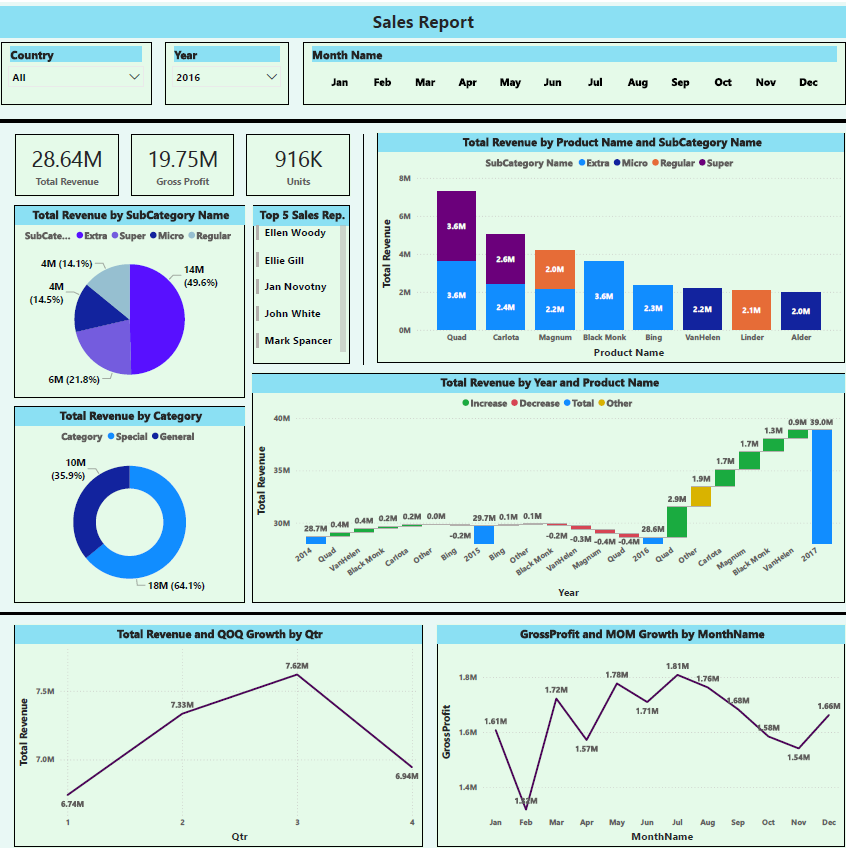 Sales Report
Country
All
Year
2016
Month Name
Jan Feb Mar Apr May Jun Jul Aug Sep Oct Nov Dec
28.64M
Total Revenue
19.75M
Gross Profit
916K
Units
Total Revenue by SubCategory Name
SubCate... Extra Super Micro Regular
4M (14.1%)
14M
(49.6%)
4M
(14.5%)
6M (21.8%)
Top 5 Sales Rep.
Ellen Woody
Ellie Gill
Jan Novotny
John White
Mark Spancer
Total Revenue by Product Name and SubCategory Name
SubCategory Name Extra Micro Regular Super
Total Revenue
8M
6M
4M
2M
0M
3.6M
3.6M
2.6M
2.4M
2.0M
2.2M
3.6M
2.3M
2.2M
2.1M
2.0M
Quad Carlota Magnum Black Monk Bing VanHelen Linder Alder
Product Name
Total Revenue by Category
Category Special General
10M
(35.9%)
18M (64.1%)
Total Revenue by Year and Product Name
Increase Decrease Total Other
Total Revenue
40M
35M
30M
28.7M 0.4M 0.4M 0.2M 0.2M 0.0M -0.2M 29.7M 0.1M 0.1M -0.2M -0.3M -0.4M -0.4M 28.6M 2.9M 1.9M 1.7M 1.7M 1.3M 0.9M 39.0M
2014 Quad VanHelen Black Monk Carlota Other Bing 2015 Bing Other Black Monk VanHelen Magnum Quad 2016 Quad Other Carlota Magnum Black Monk VanHelen 2017
Year
Total Revenue and QOQ Growth by Qtr
Total Revenue
7.5M
7.0M
6.74M
7.33M
7.62M
6.94M
1 2 3 4
Qtr
GrossProfit and MOM Growth by MonthName
GrossProfit
1.8M
1.6M
1.4M
1.61M
1.72M
1.57M
1.78M
1.71M
1.81M
1.76M
1.68M
1.58M
1.54M
1.66M
Jan Feb Mar Apr May Jun Jul Aug Sep Oct Nov Dec
MonthName